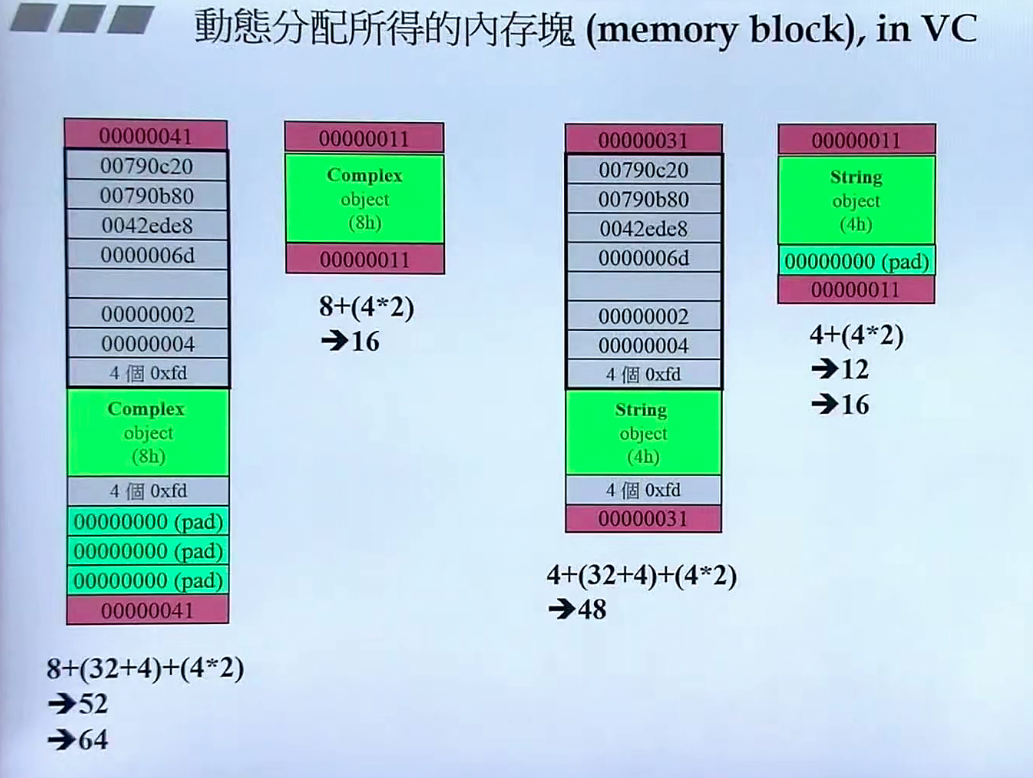 動態分配所得的內存塊 (memory block), in VC
00000041
00790c20
00790b80
0042ede8
0000006d
00000002
00000004
4 個 0xfd
Complex
object
(8h)
4 個 0xfd
00000000 (pad)
00000000 (pad)
00000000 (pad)
00000041
8+(32+4)+(4*2)
➔52
➔64
00000011
Complex
object
(8h)
00000011
8+(4*2)
➔16
00000031
00790c20
00790b80
0042ede8
0000006d
00000002
00000004
4 個 0xfd
String
object
(4h)
4 個 0xfd
00000031
4+(32+4)+(4*2)
➔48
00000011
String
object
(4h)
00000000 (pad)
00000011
4+(4*2)
➔12
➔16